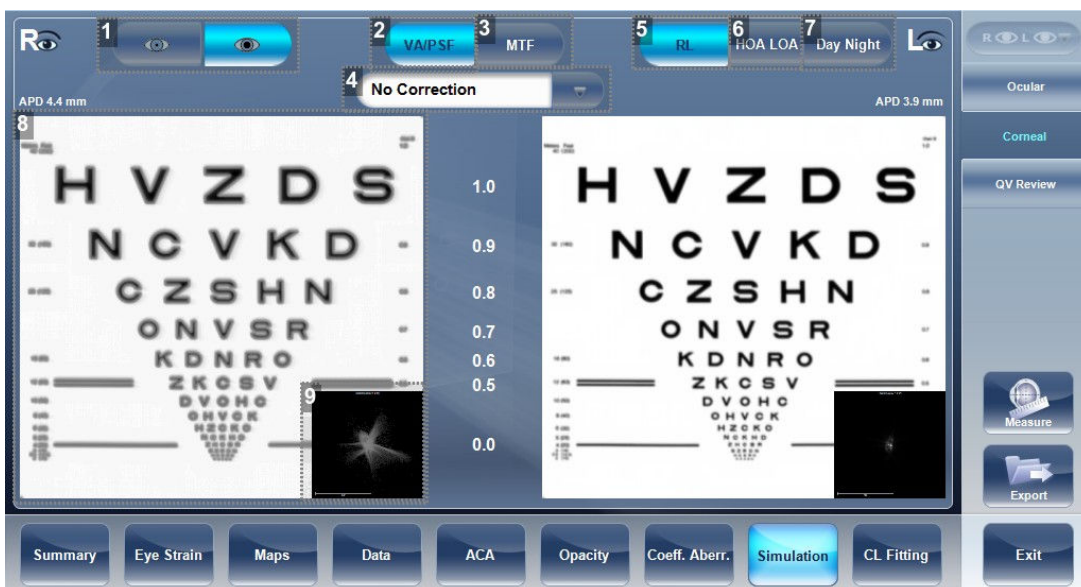 1 2 3 5 6 7
R VA/PSF MTF RL HOA LOA Day Night L R L
4 No Correction
APD 4.4 mm APD 3.9 mm
Ocular
Corneal
QV Review
8
H V Z D S 1.0 H V Z D S
N C V K D 0.9 N C V K D
C Z S H N 0.8 C Z S H N
O N V S R 0.7 O N V S R
K D N R O 0.6 K D N R O
Z K C S V 0.5 Z K C S V
9
D V O H C D V O H C
O H V C K O H V C K
H Z C K O H Z C K O
0.0
N C K H D
Measure
Export
Summary Eye Strain Maps Data ACA Opacity Coeff. Aberr. Simulation CL Fitting Exit